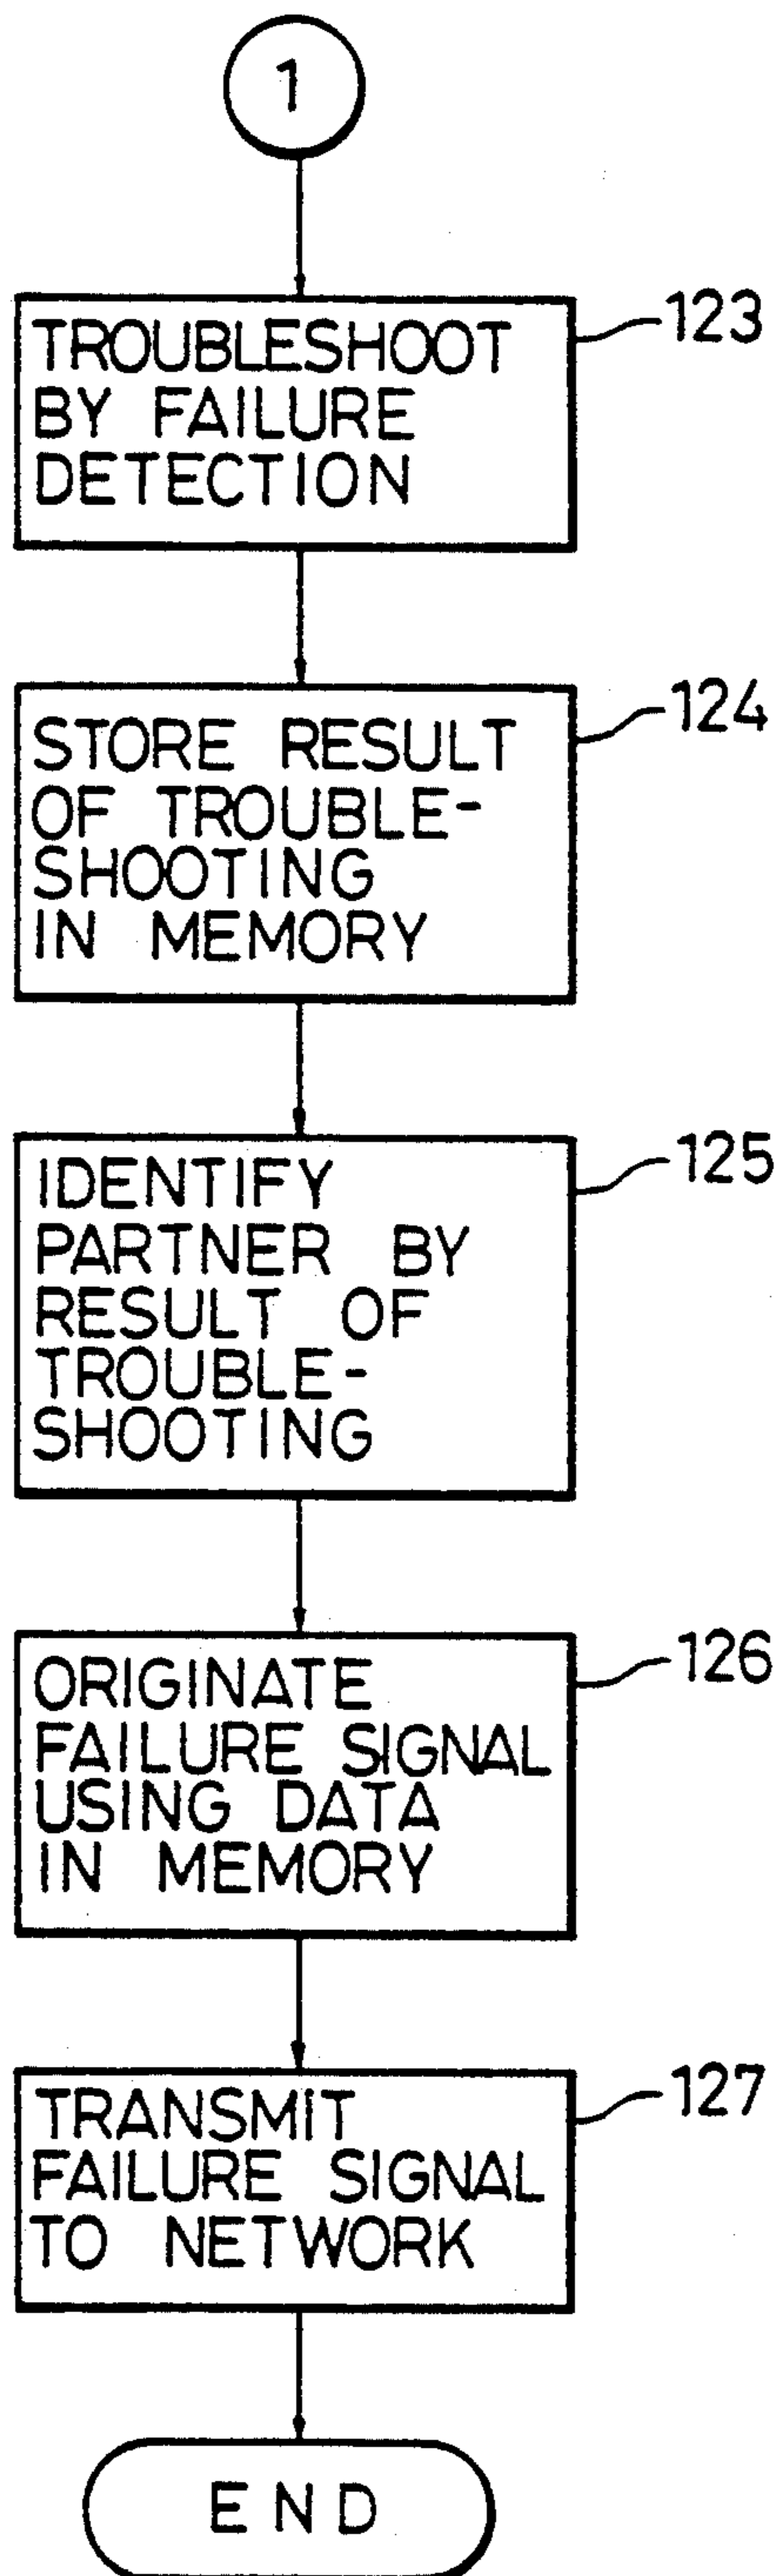 1
TROUBLESHOOT
BY FAILURE
DETECTION
123
STORE RESULT
OF TROUBLE-
SHOOTING
IN MEMORY
124
IDENTIFY
PARTNER BY
RESULT OF
TROUBLE-
SHOOTING
125
ORIGINATE
FAILURE SIGNAL
USING DATA
IN MEMORY
126
TRANSMIT
FAILURE SIGNAL
TO NETWORK
127
END